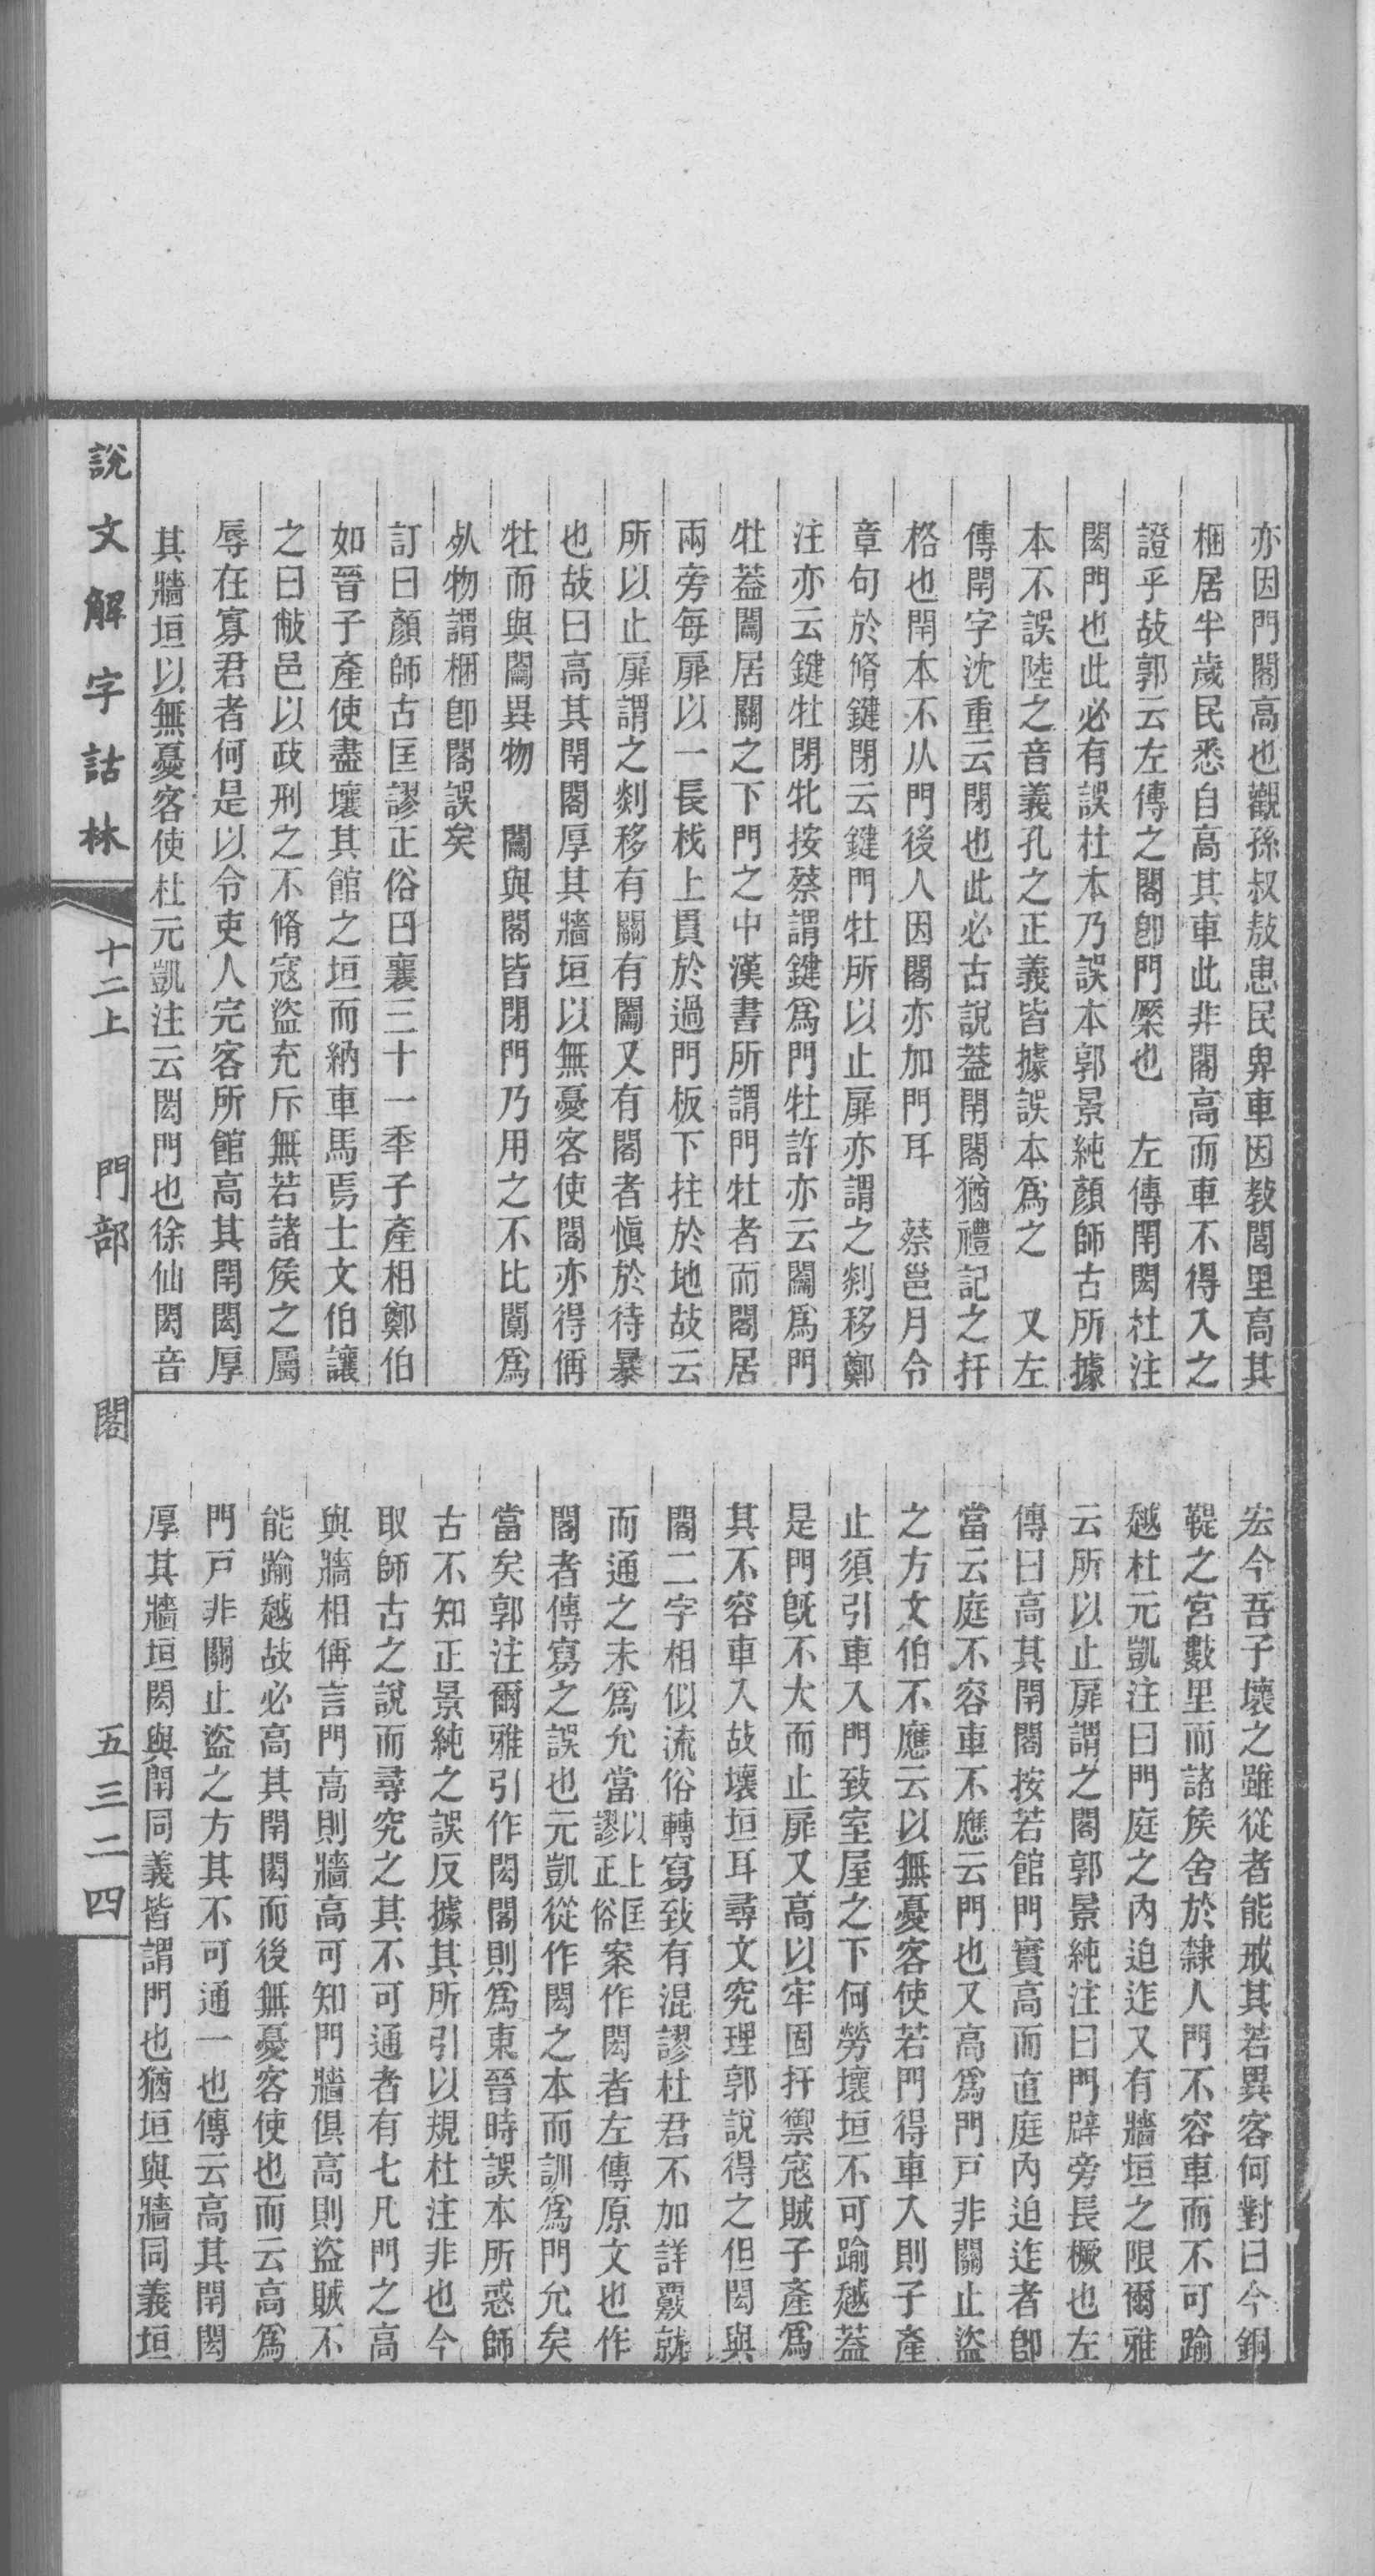 亦因門閣高也觀孫叔敖患民卑車因教閭里高其
梱居半歲民悉自高其車此非閣高而車不得入之
證乎故郭云左傳之閣卽門橜也　左傳閈閎杜注
閎門也此必有誤杜本乃誤本郭景純顏師古所據
本不誤陸之音義孔之正義皆據誤本爲之　又左
傳閈字沈重云閉也此必古說蓋閈閣猶禮記之扞
格也閈本不从門後人因閣亦加門耳　蔡邕月令
章句於脩鍵閉云鍵門牡所以止扉亦謂之剡移鄭
注亦云鍵牡閉牝按蔡謂鍵爲門牡許亦云闟爲門
牡蓋闟居關之下門之中漢書所謂門牡者而閣居
兩旁每扉以一長杙上貫於過門板下拄於地故云
所以止扉謂之剡移有關有闟又有閣者愼於待暴
也故曰高其閈閣厚其牆垣以無憂客使閣亦得偁
牡而與闟異物　闟與閣皆閉門乃用之不比闑爲
𣐺物謂梱卽閣誤矣
訂曰顏師古匡謬正俗曰襄三十一季子產相鄭伯
如晉子產使盡壞其館之垣而納車馬焉士文伯讓
之曰敝邑以政刑之不脩寇盜充斥無若諸矦之屬
辱在寡君者何是以令吏人完客所館高其閈閎厚
其牆垣以無憂客使杜元凱注云閎門也徐仙閎音
宏今吾子壞之雖從者能戒其若異客何對曰今銅
鞮之宮數里而諸矦舍於隸人門不容車而不可踰
越杜元凱注曰門庭之內迫迮又有牆垣之限爾雅
云所以止扉謂之閣郭景純注曰門辟旁長橛也左
傳曰高其閈閣按若館門實高而直庭內迫迮者卽
當云庭不容車不應云門也又高爲門戸非關止盜
之方文伯不應云以無憂客使若門得車入則子產
止須引車入門致室屋之下何勞壞垣不可踰越蓋
是門旣不大而止扉又高以牢固扞禦寇賊子產爲
其不容車入故壞垣耳尋文究理郭說得之但閎與
閣二字相似流俗轉寫致有混謬杜君不加詳覈就
而通之未爲允當以上匡謬正俗案作閎者左傳原文也作
閣者傳寫之誤也元凱從作閎之本而訓爲門允矣
當矣郭注爾雅引作閎閣則爲東晉時誤本所惑師
古不知正景純之誤反據其所引以規杜注非也今
取師古之說而尋究之其不可通者有七凡門之高
與牆相偁言門高則牆高可知門牆俱高則盜賊不
能踰越故必高其閈閎而後無憂客使也而云高爲
門戸非關止盜之方其不可通一也傳云高其閈閎
厚其牆垣閎與閈同義皆謂門也猶垣與牆同義垣
說文解字詁林　十二上　門部　閣　五三二四